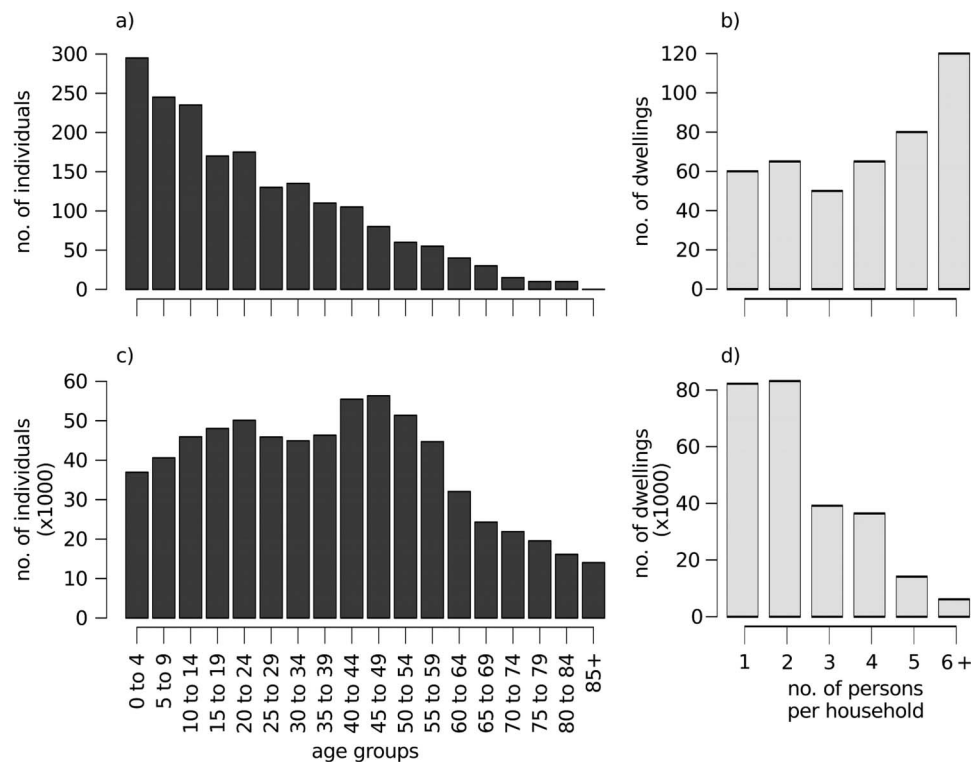 a)
300
250
200
150
100
50
0
no. of individuals
b)
120
100
80
60
40
20
0
no. of dwellings
c)
60
50
40
30
20
10
0
no. of individuals
(x1000)
0 to 4
5 to 9
10 to 14
15 to 19
20 to 24
25 to 29
30 to 34
35 to 39
40 to 44
45 to 49
50 to 54
55 to 59
60 to 64
65 to 69
70 to 74
75 to 79
80 to 84
85+
age groups
d)
80
60
40
20
0
no. of dwellings
(x1000)
1 2 3 4 5 6 +
no. of persons
per household